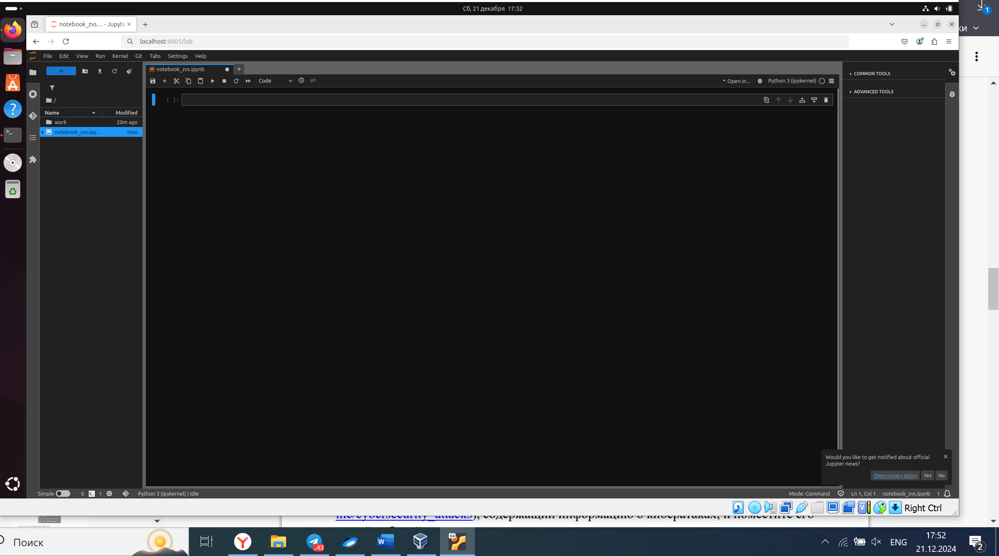 Сб, 21 декабря 17:52
1
notebook_zvs… - Jupyte
ки
localhost:8805/lab
File Edit View Run Kernel Git Tabs Settings Help
notebook_zvs.ipynb
Code
git
Open in...
Python 3 (ipykernel)
COMMON TOOLS
ADVANCED TOOLS
/
[ ]:
Name Modified
work 20m ago
notebook_zvs.ipy… now
Would you like to get notified about official
Jupyter news?
Open privacy policy Yes No
Simple 0 $_ 1 Python 3 (ipykernel) | Idle
Mode: Command Ln 1, Col 1 notebook_zvs.ipynb 1
Right Ctrl
me/cybersecurity_attacks), содержащий информацию о кибератаках, и поместите его
Поиск
..43
W
64
ENG
17:52
21.12.2024
2